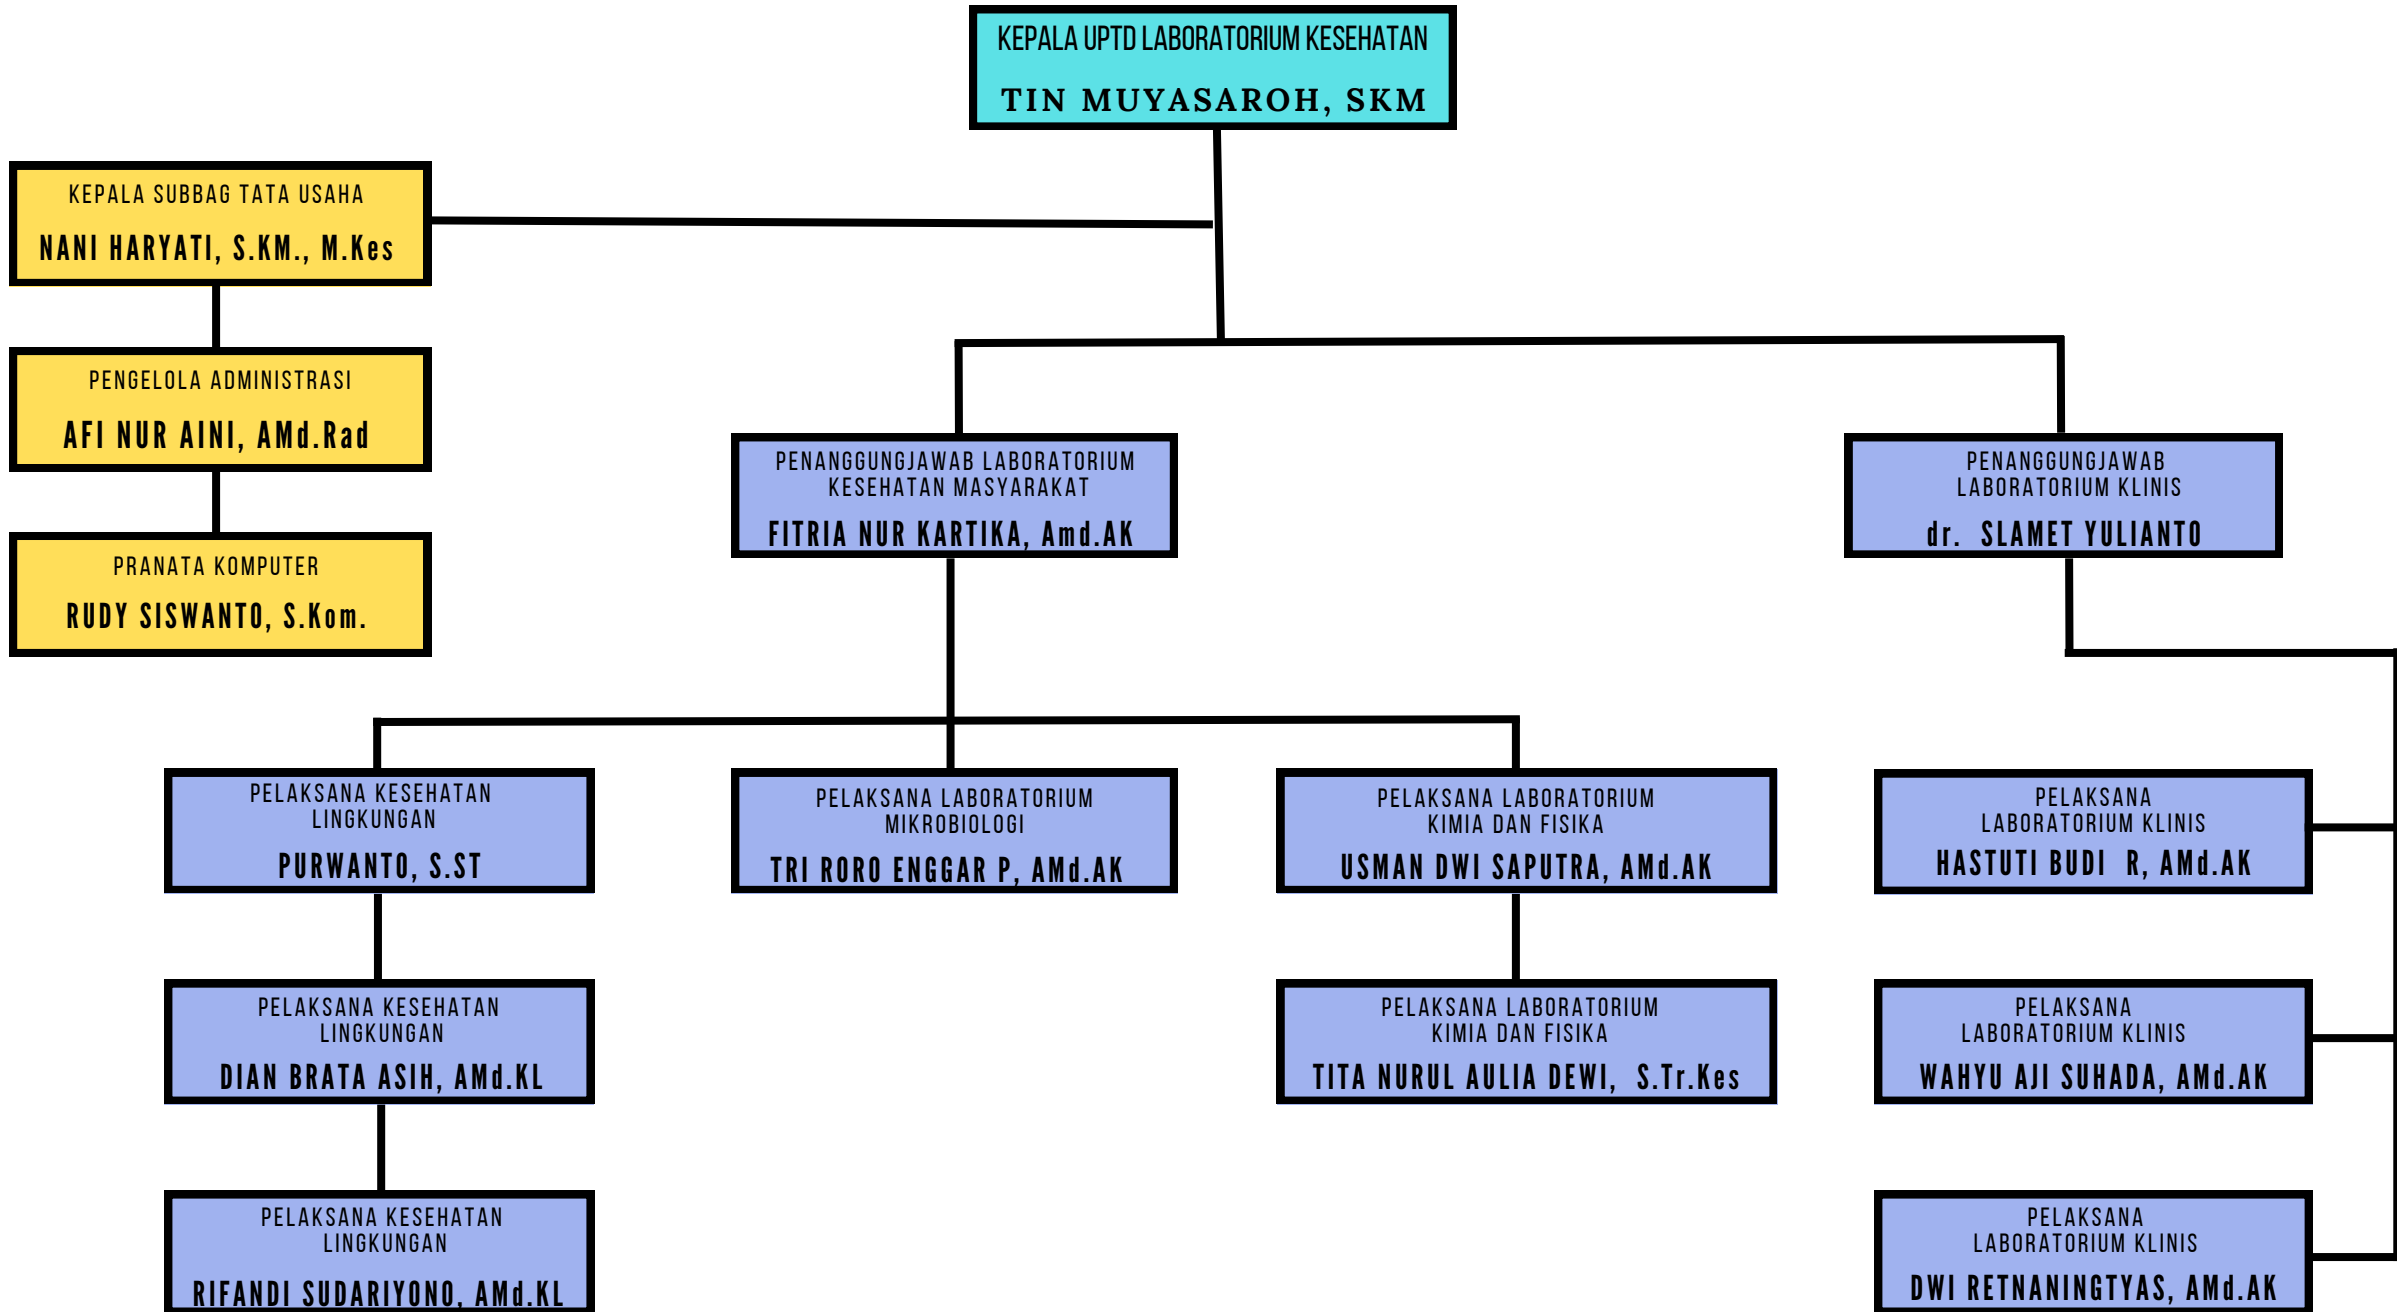 KEPALA UPTD LABORATORIUM KESEHATAN
TIN MUYASAROH, SKM
KEPALA SUBBAG TATA USAHA
NANI HARYATI, S.KM., M.Kes
PENGELOLA ADMINISTRASI
AFI NUR AINI, AMd.Rad
PRANATA KOMPUTER
RUDY SISWANTO, S.Kom.
PENANGGUNGJAWAB LABORATORIUM
KESEHATAN MASYARAKAT
FITRIA NUR KARTIKA, Amd.AK
PENANGGUNGJAWAB
LABORATORIUM KLINIS
dr. SLAMET YULIANTO
PELAKSANA KESEHATAN
LINGKUNGAN
PURWANTO, S.ST
PELAKSANA LABORATORIUM
MIKROBIOLOGI
TRI RORO ENGGAR P, AMd.AK
PELAKSANA LABORATORIUM
KIMIA DAN FISIKA
USMAN DWI SAPUTRA, AMd.AK
PELAKSANA
LABORATORIUM KLINIS
HASTUTI BUDI R, AMd.AK
PELAKSANA KESEHATAN
LINGKUNGAN
DIAN BRATA ASIH, AMd.KL
PELAKSANA LABORATORIUM
KIMIA DAN FISIKA
TITA NURUL AULIA DEWI, S.Tr.Kes
PELAKSANA
LABORATORIUM KLINIS
WAHYU AJI SUHADA, AMd.AK
PELAKSANA KESEHATAN
LINGKUNGAN
RIFANDI SUDARIYONO, AMd.KL
PELAKSANA
LABORATORIUM KLINIS
DWI RETNANINGTYAS, AMd.AK